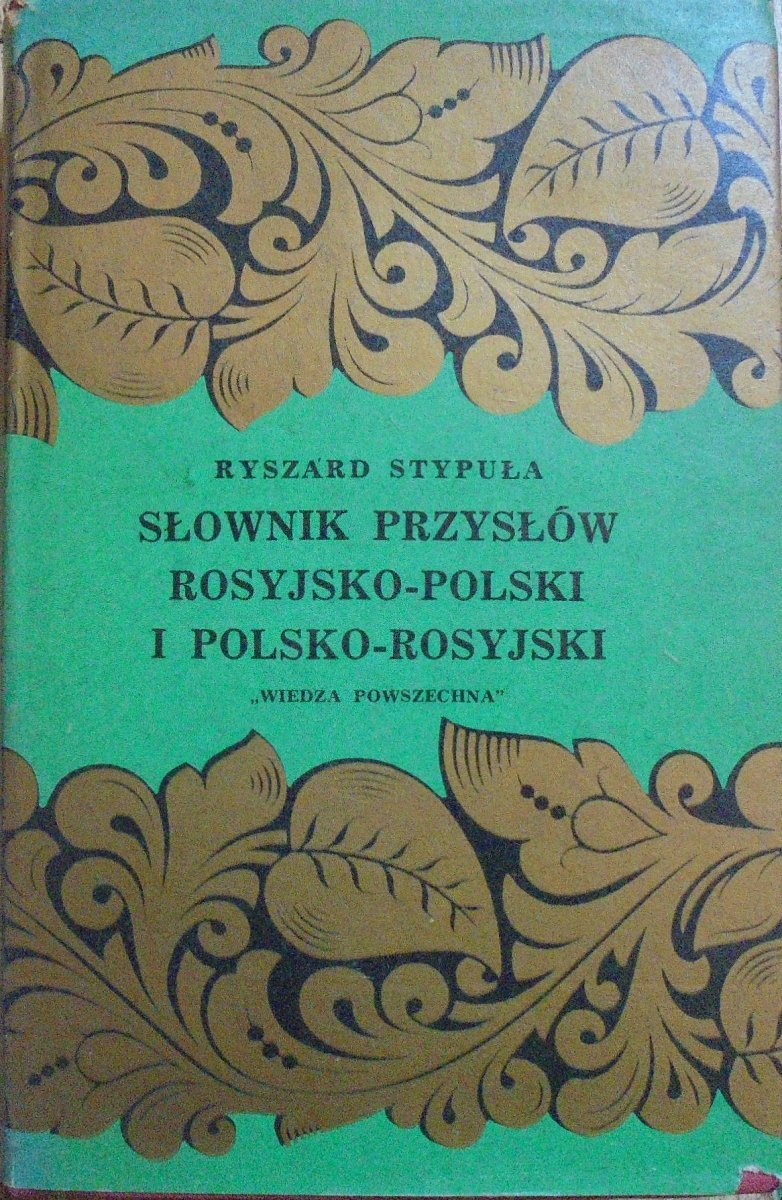 RYSZARD STYPUŁA
SŁOWNIK PRZYSŁÓW
ROSYJSKO-POLSKI
I POLSKO-ROSYJSKI
„WIEDZA POWSZECHNA”